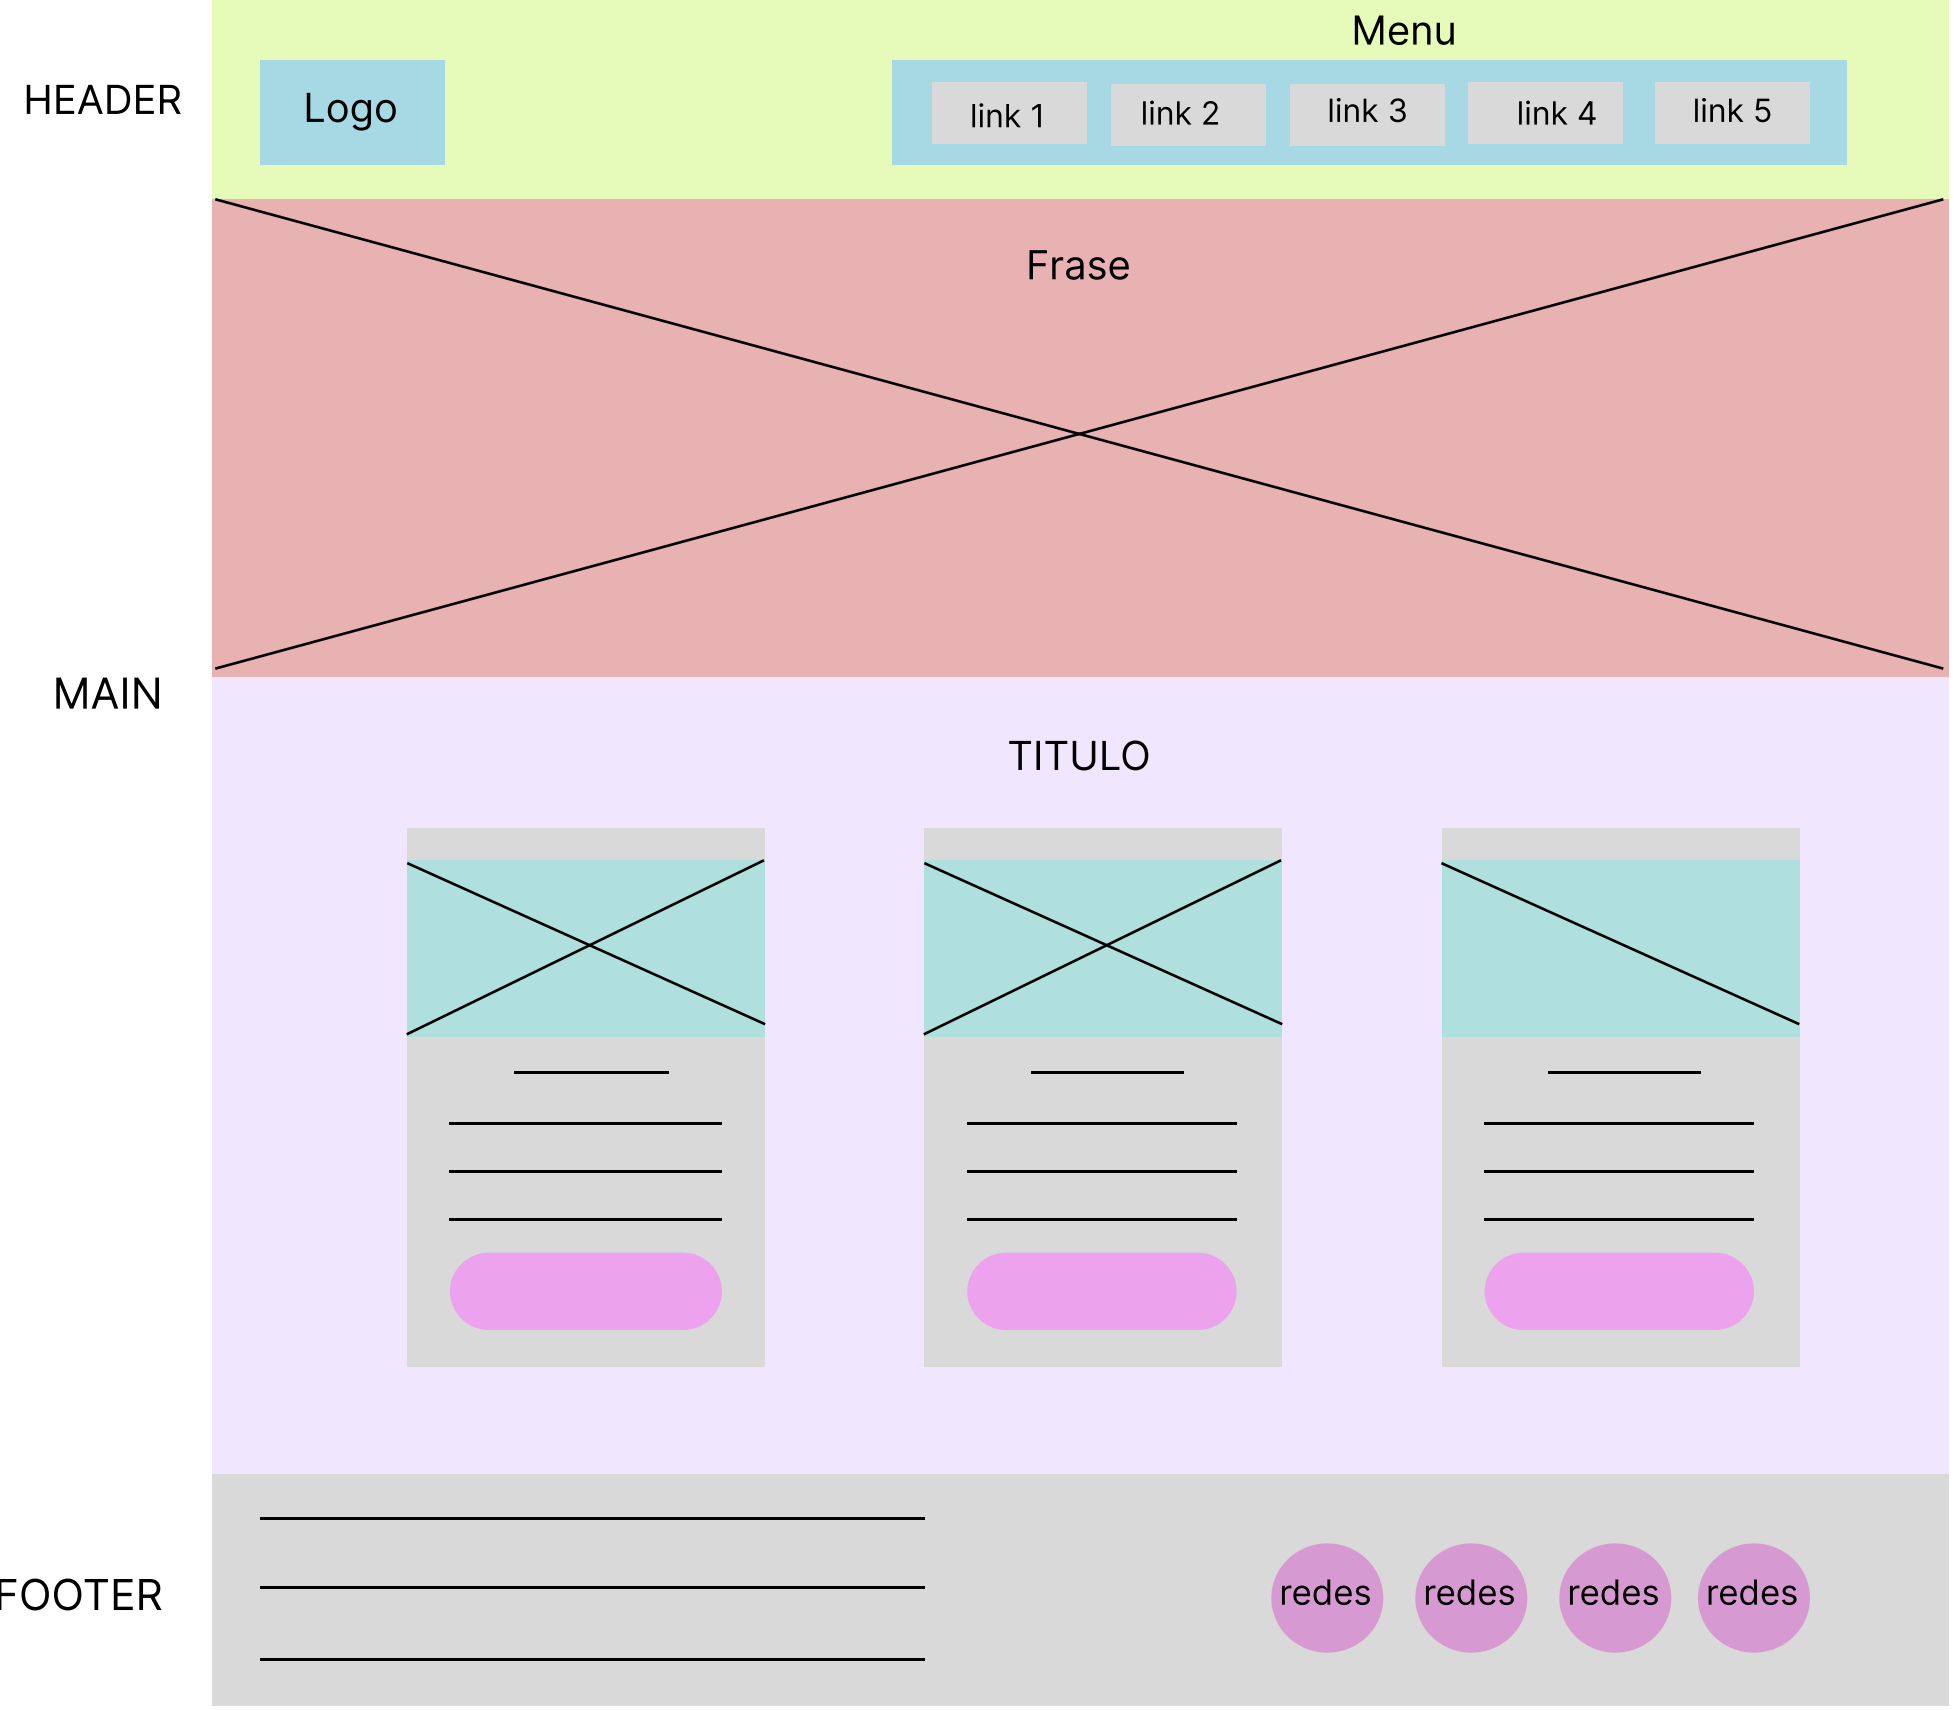 Menu
HEADER
Logo
link 1
link 2
link 3
link 4
link 5
Frase
MAIN
TITULO
FOOTER
redes
redes
redes
redes